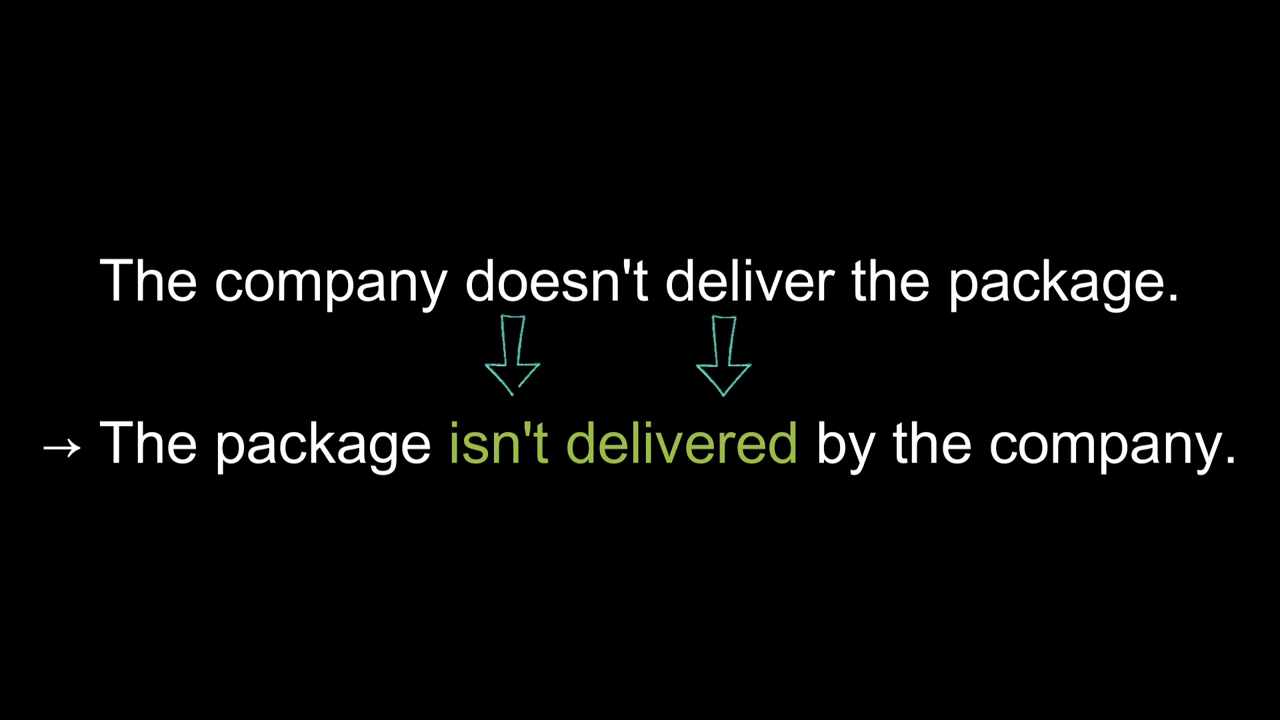 The company doesn't deliver the package.
→ The package isn't delivered by the company.